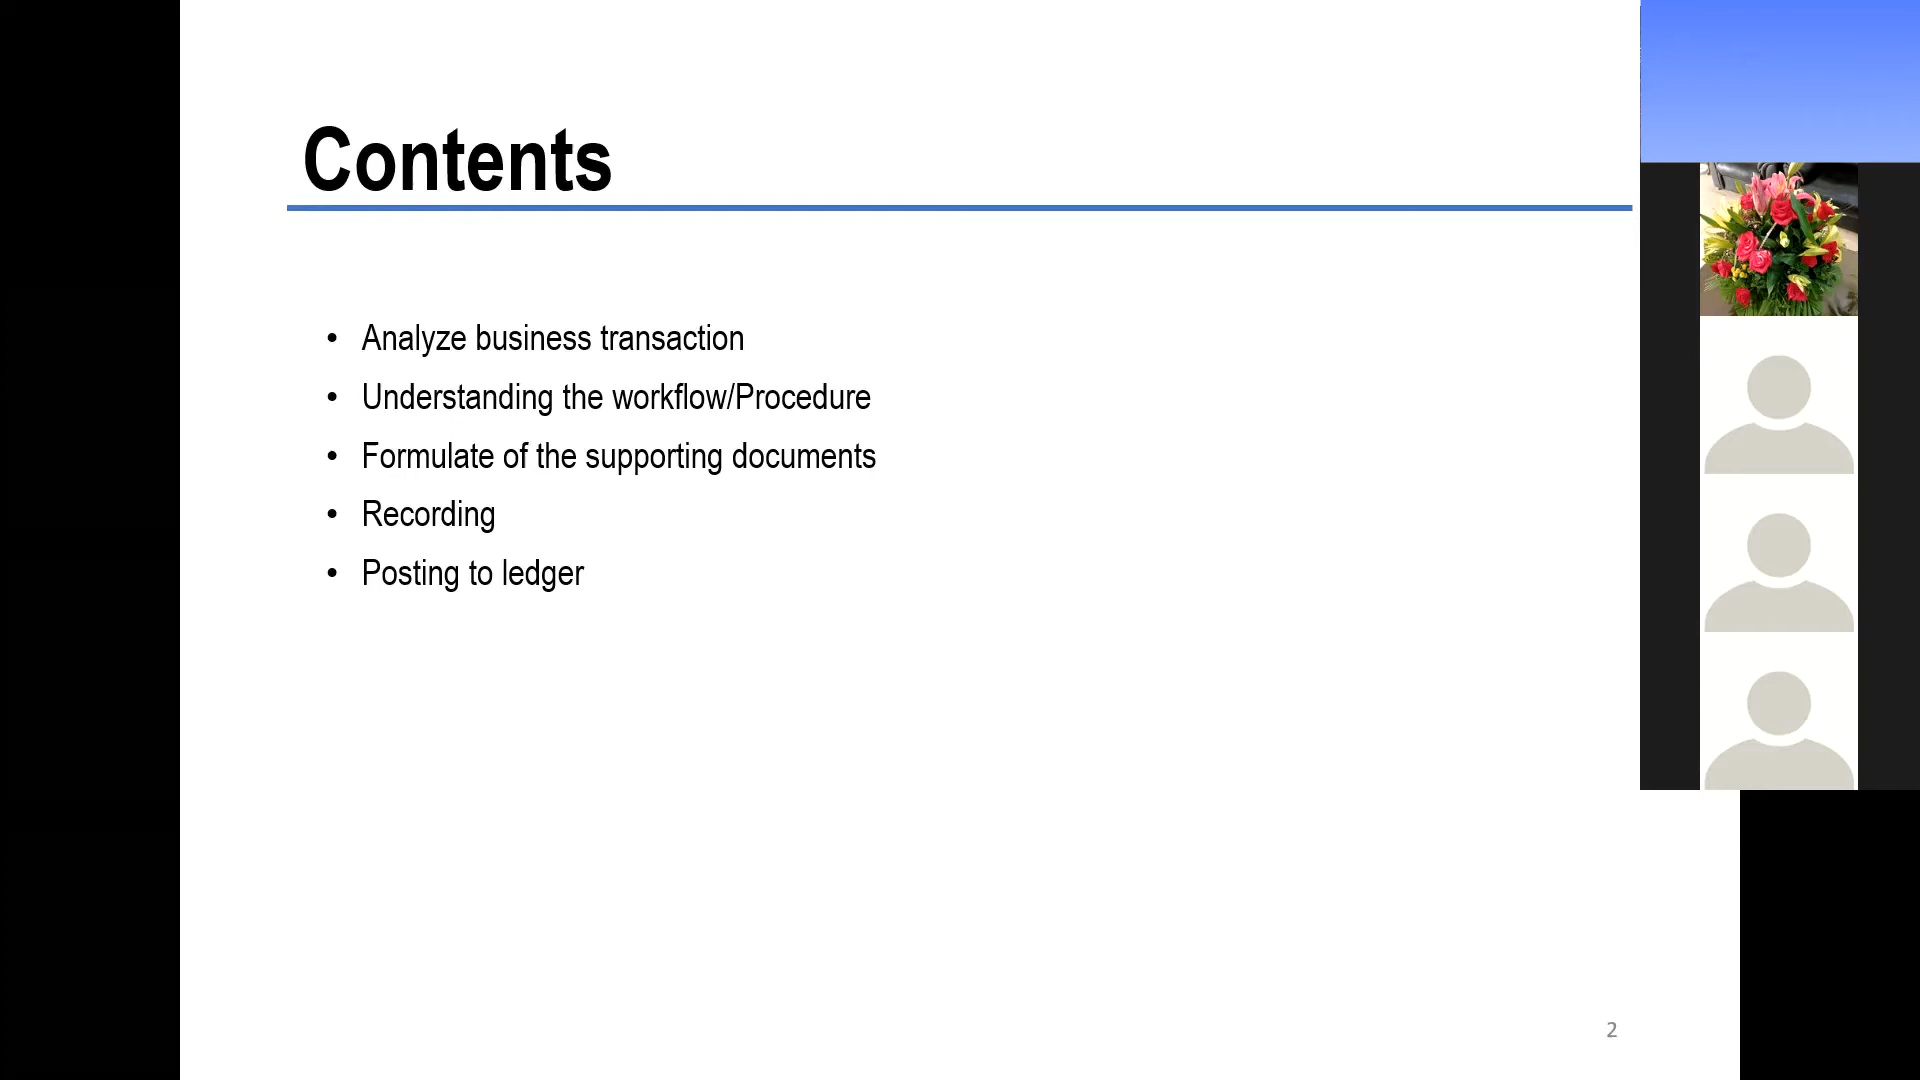 Contents
• Analyze business transaction
• Understanding the workflow/Procedure
• Formulate of the supporting documents
• Recording
• Posting to ledger
2